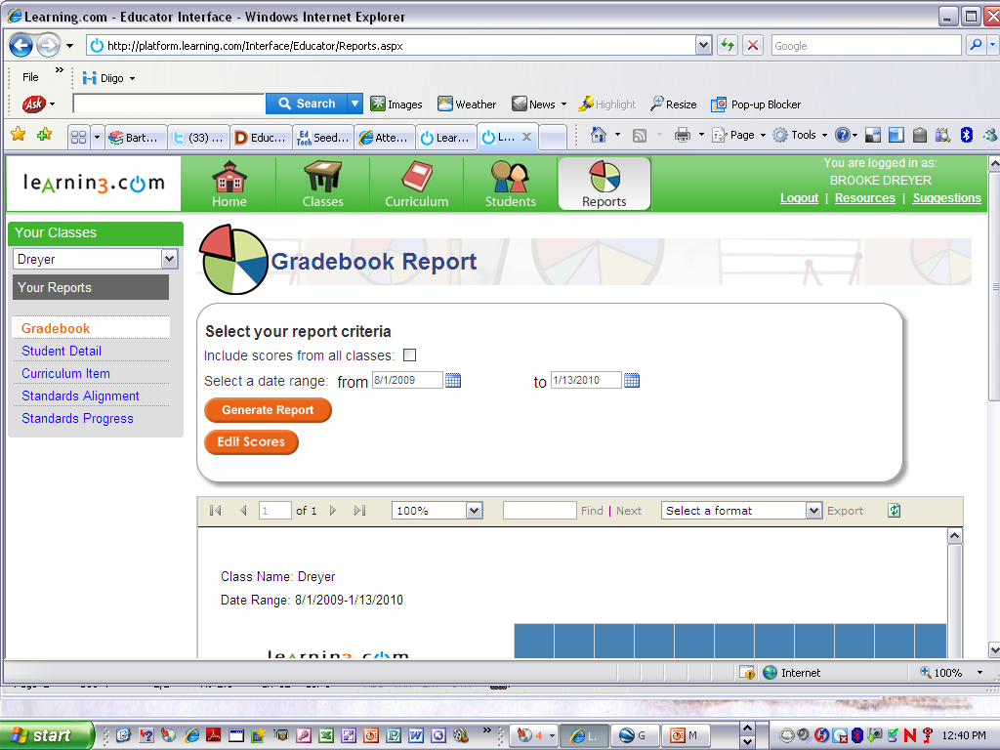 Learning.com - Educator Interface - Windows Internet Explorer
http://platform.learning.com/Interface/Educator/Reports.aspx
Google
File » Diigo
Ask Search Images Weather News Highlight Resize Pop-up Blocker
Bart... (33) ... Educ... Ed Tech Seed... Atte... Lear... L... Page Tools
learning.com
Home Classes Curriculum Students Reports
You are logged in as:
BROOKE DREYER
Logout | Resources | Suggestions
Your Classes
Dreyer
Your Reports
Gradebook
Student Detail
Curriculum Item
Standards Alignment
Standards Progress
Gradebook Report
Select your report criteria
Include scores from all classes:
Select a date range: from 8/1/2009 to 1/13/2010
Generate Report
Edit Scores
1 of 1 100% Find | Next Select a format Export
Class Name: Dreyer
Date Range: 8/1/2009-1/13/2010
learning.com
Internet 100%
start » 4 L. G M 12:40 PM